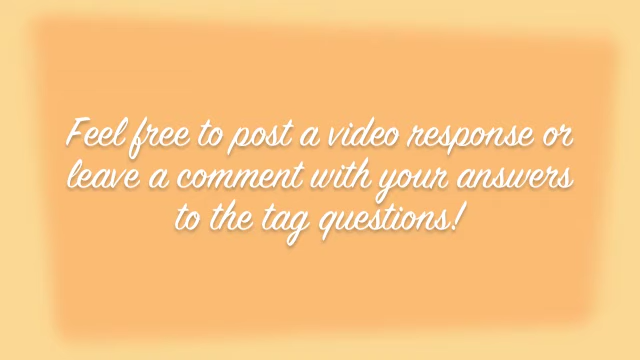 Feel free to post a video response or
leave a comment with your answers
to the tag questions!